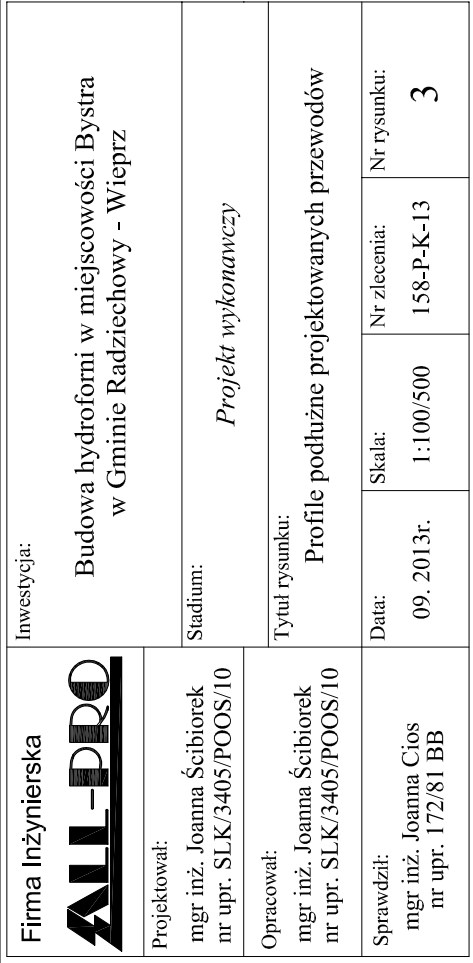 Firma Inżynierska
ALL-PRO
Projektował:
mgr inż. Joanna Ścibiorek
nr upr. SLK/3405/POOS/10
Opracował:
mgr inż. Joanna Ścibiorek
nr upr. SLK/3405/POOS/10
Sprawdził:
mgr inż. Joanna Cios
nr upr. 172/81 BB
Inwestycja:
Budowa hydroforni w miejscowości Bystra
w Gminie Radziechowy - Wieprz
Stadium:
Projekt wykonawczy
Tytuł rysunku:
Profile podłużne projektowanych przewodów
Data:
09. 2013r.
Skala:
1:100/500
Nr zlecenia:
158-P-K-13
Nr rysunku:
3